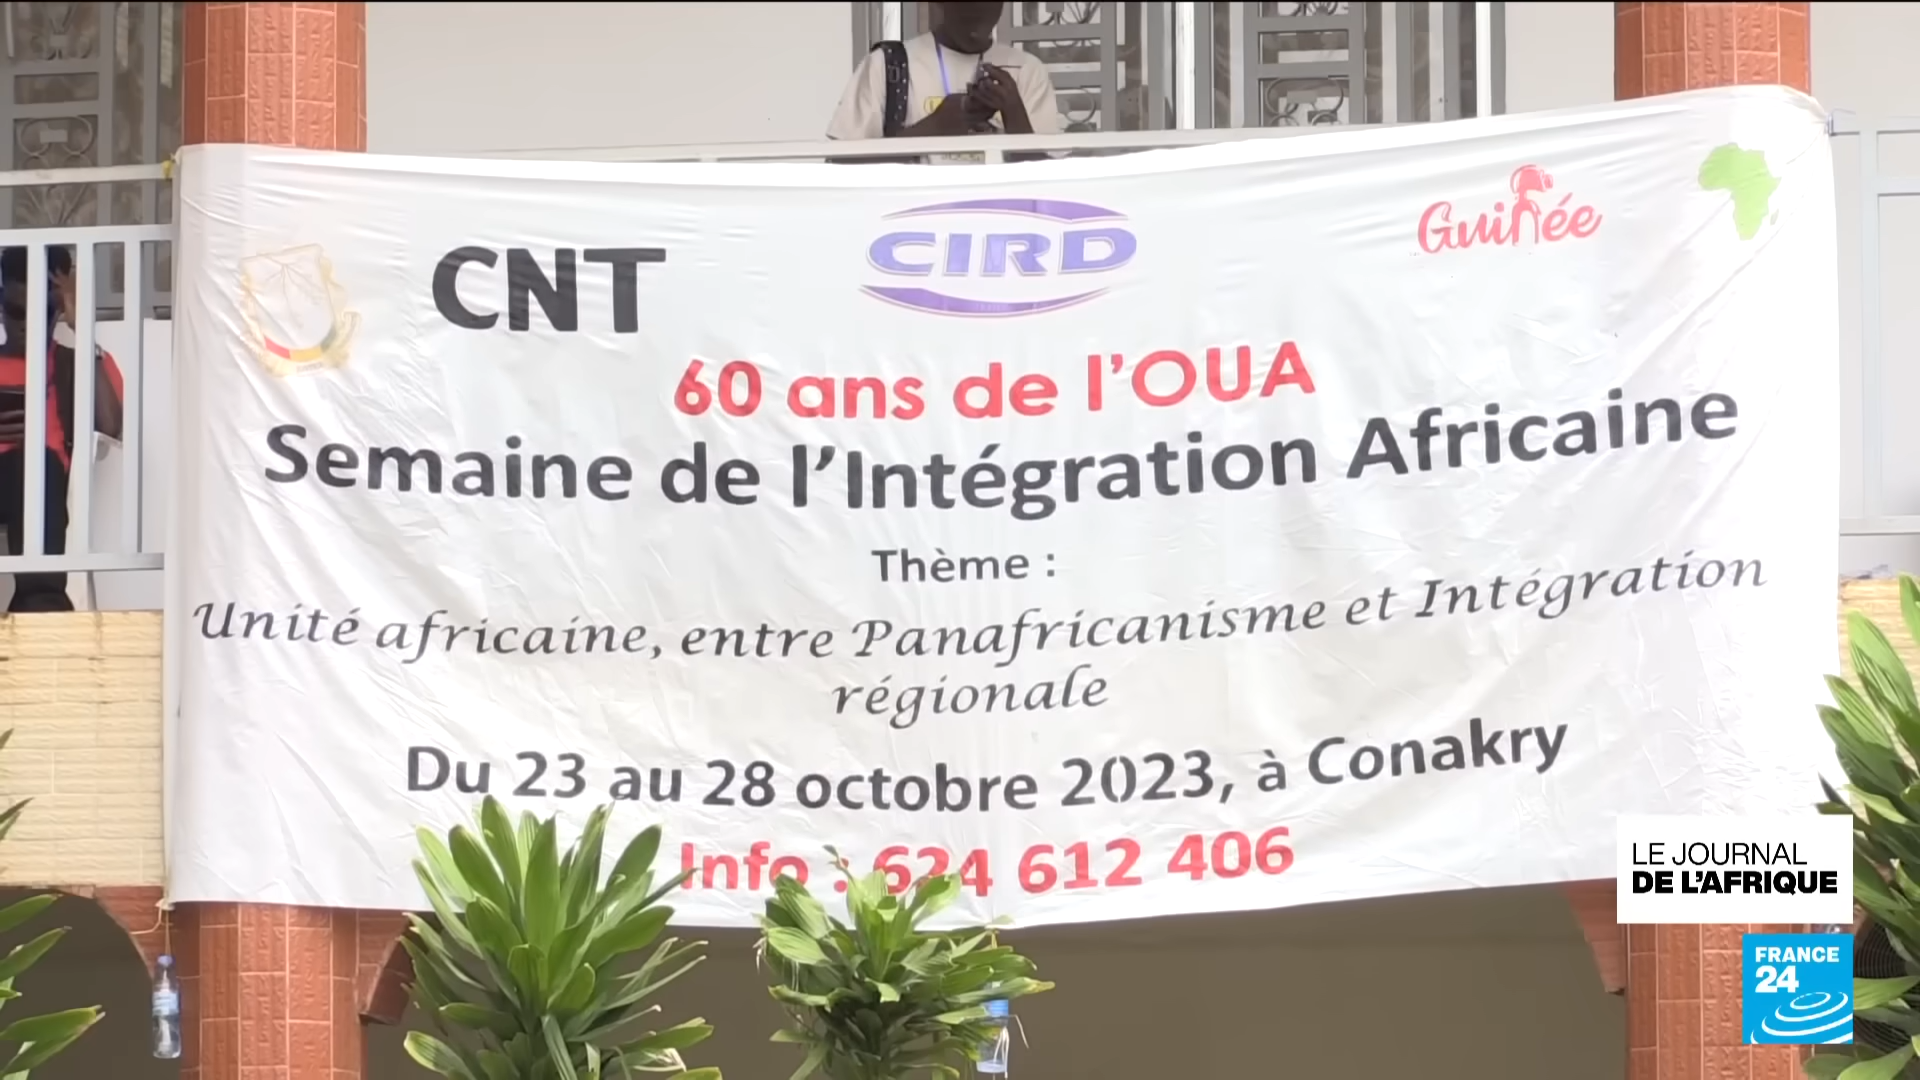 CNT
CIRD
Guinée
60 ans de l'OUA
Semaine de l'Intégration Africaine
Thème :
Unité africaine, entre Panafricanisme et Intégration
régionale
Du 23 au 28 octobre 2023, à Conakry
Info : 624 612 406
LE JOURNAL
DE L'AFRIQUE
FRANCE
24